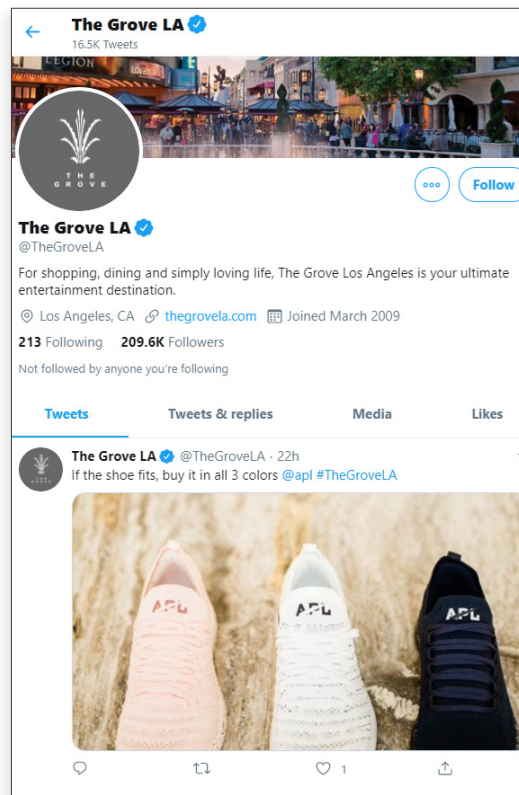 The Grove LA
16.5K Tweets
LEGION
THE
GROVE
Follow
The Grove LA
@TheGroveLA
For shopping, dining and simply loving life, The Grove Los Angeles is your ultimate
entertainment destination.
Los Angeles, CA thegrovela.com Joined March 2009
213 Following 209.6K Followers
Not followed by anyone you're following
Tweets Tweets & replies Media Likes
The Grove LA @TheGroveLA · 22h
If the shoe fits, buy it in all 3 colors @apl #TheGroveLA
APL APL APL
1